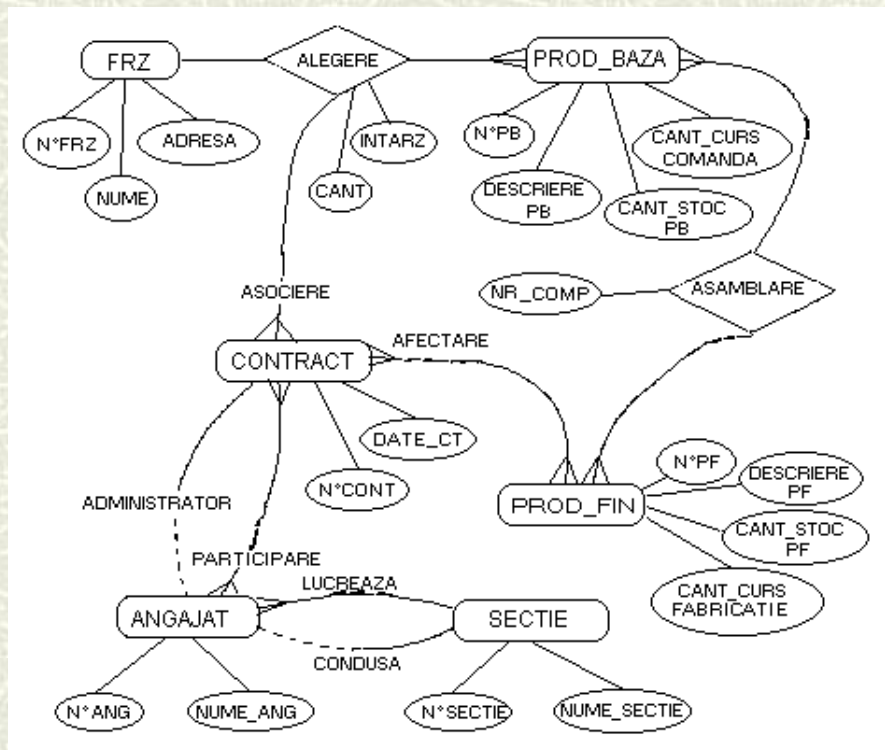 FRZ
ALEGERE
PROD_BAZA
N*FRZ
ADRESA
NUME
INTARZ
CANT
N*PB
DESCRIERE
PB
CANT_CURS
COMANDA
CANT_STOC
PB
ASOCIERE
NR_COMP
ASAMBLARE
AFECTARE
CONTRACT
DATE_CT
N*CONT
ADMINISTRATOR
N*PF
DESCRIERE
PF
PROD_FIN
CANT_STOC
PF
CANT_CURS
FABRICATIE
PARTICIPARE
LUCREAZA
ANGAJAT
SECTIE
CONDUSA
N*ANG
NUME_ANG
N*SECTIE
NUME_SECTIE